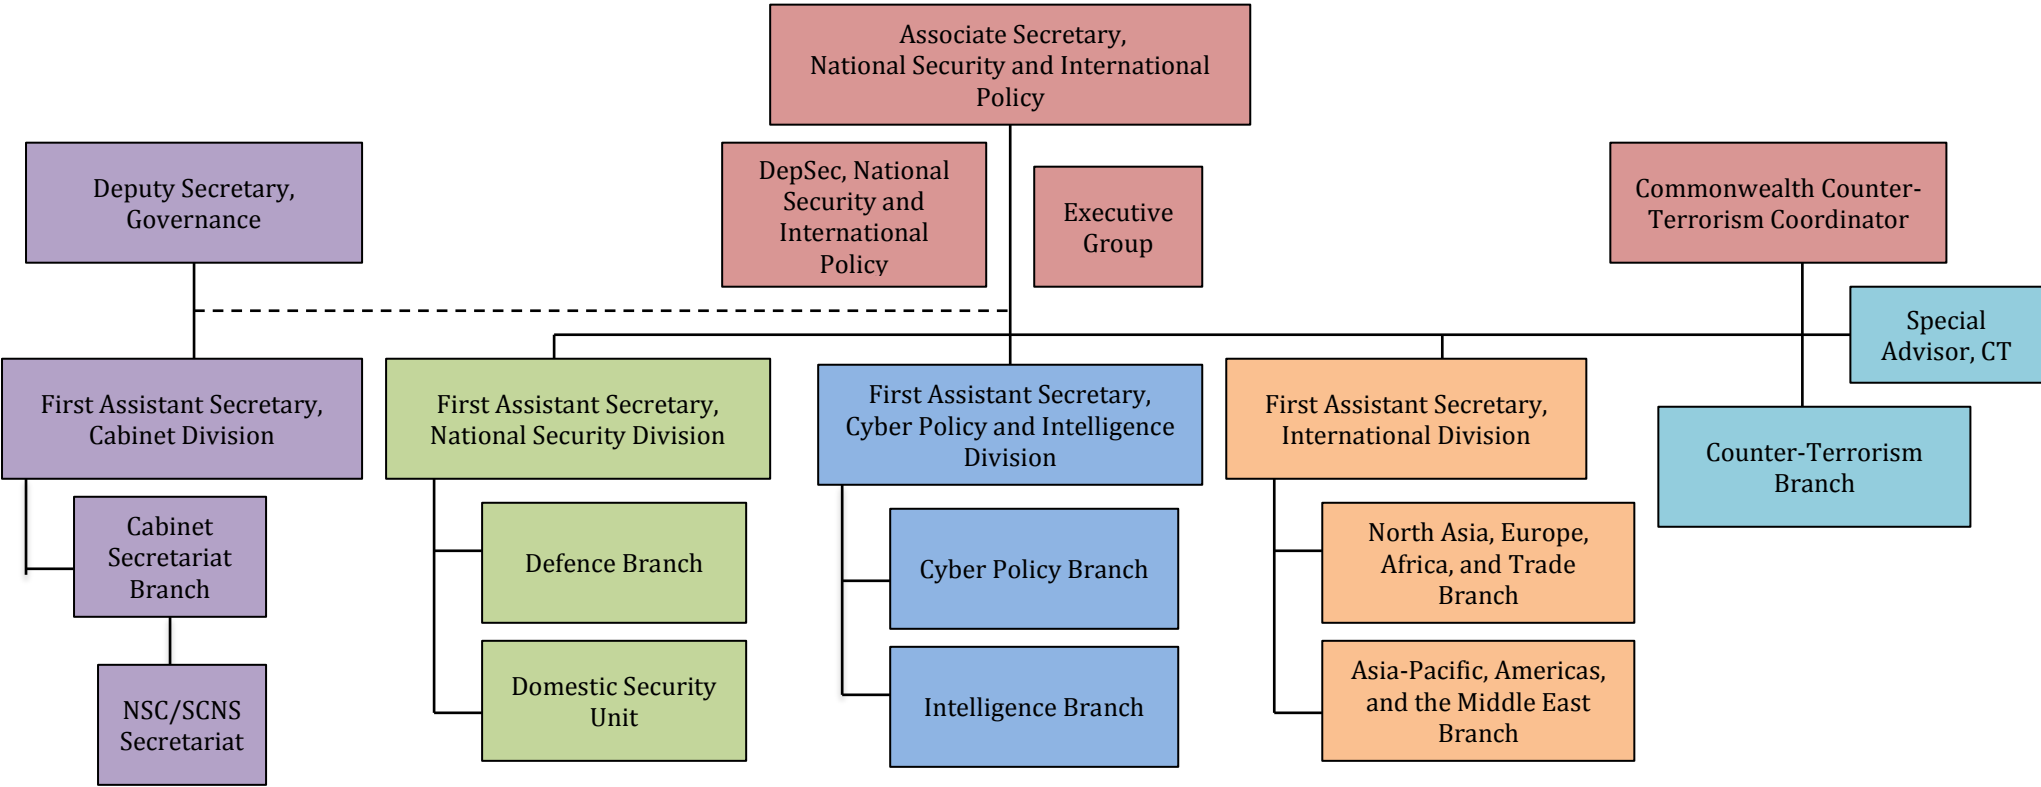 Associate Secretary,
National Security and International
Policy
Deputy Secretary,
Governance
DepSec, National
Security and
International
Policy
Executive
Group
Commonwealth Counter-
Terrorism Coordinator
Special
Advisor, CT
First Assistant Secretary,
Cabinet Division
First Assistant Secretary,
National Security Division
First Assistant Secretary,
Cyber Policy and Intelligence
Division
First Assistant Secretary,
International Division
Counter-Terrorism
Branch
Cabinet
Secretariat
Branch
Defence Branch
Cyber Policy Branch
North Asia, Europe,
Africa, and Trade
Branch
NSC/SCNS
Secretariat
Domestic Security
Unit
Intelligence Branch
Asia-Pacific, Americas,
and the Middle East
Branch